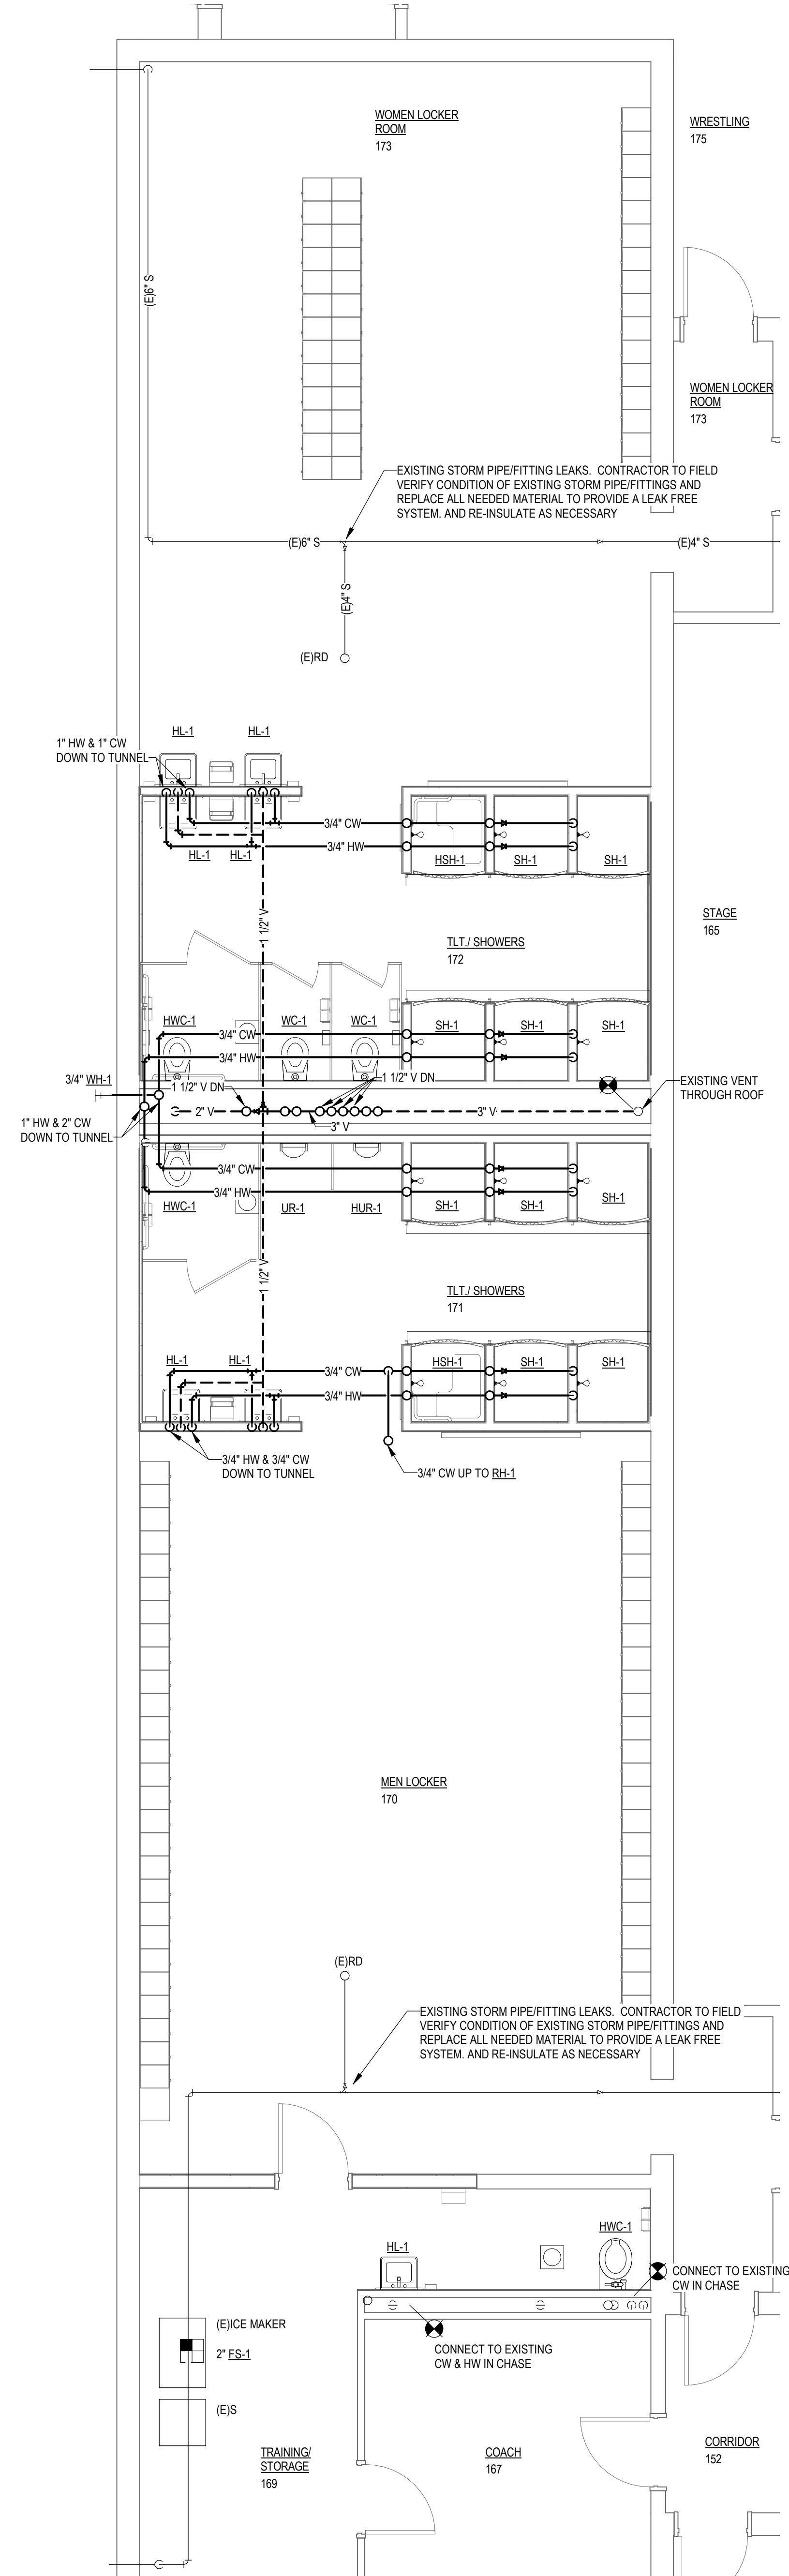 WOMEN LOCKER
ROOM
173
WRESTLING
175
(E)6" S
WOMEN LOCKER
ROOM
173
EXISTING STORM PIPE/FITTING LEAKS. CONTRACTOR TO FIELD
VERIFY CONDITION OF EXISTING STORM PIPE/FITTINGS AND
REPLACE ALL NEEDED MATERIAL TO PROVIDE A LEAK FREE
SYSTEM. AND RE-INSULATE AS NECESSARY
(E)6" S
(E)4" S
(E)4" S
(E)RD
HL-1
HL-1
1" HW & 1" CW
DOWN TO TUNNEL
3/4" CW
3/4" HW
HL-1
HL-1
HSH-1
SH-1
SH-1
1 1/2" V
STAGE
165
TLT./ SHOWERS
172
HWC-1
WC-1
WC-1
SH-1
SH-1
SH-1
3/4" CW
3/4" HW
3/4" WH-1
1 1/2" V DN
1 1/2" V DN
EXISTING VENT
THROUGH ROOF
2" V
3" V
3" V
1" HW & 2" CW
DOWN TO TUNNEL
3/4" CW
3/4" HW
HWC-1
UR-1
HUR-1
SH-1
SH-1
SH-1
1 1/2" V
TLT./ SHOWERS
171
HL-1
HL-1
3/4" CW
3/4" HW
HSH-1
SH-1
SH-1
3/4" HW & 3/4" CW
DOWN TO TUNNEL
3/4" CW UP TO RH-1
MEN LOCKER
170
(E)RD
EXISTING STORM PIPE/FITTING LEAKS. CONTRACTOR TO FIELD
VERIFY CONDITION OF EXISTING STORM PIPE/FITTINGS AND
REPLACE ALL NEEDED MATERIAL TO PROVIDE A LEAK FREE
SYSTEM. AND RE-INSULATE AS NECESSARY
HL-1
HWC-1
CONNECT TO EXISTING
CW IN CHASE
(E)ICE MAKER
2" FS-1
CONNECT TO EXISTING
CW & HW IN CHASE
(E)S
TRAINING/
STORAGE
169
COACH
167
CORRIDOR
152